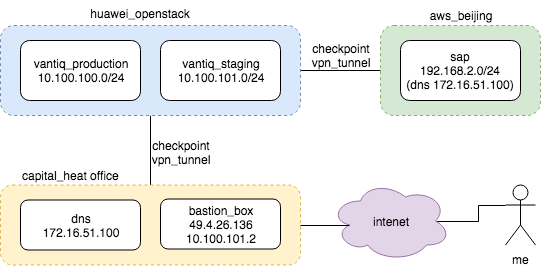 huawei_openstack
aws_beijing
vantiq_production
10.100.100.0/24
vantiq_staging
10.100.101.0/24
checkpoint
vpn_tunnel
sap
192.168.2.0/24
(dns 172.16.51.100)
checkpoint
vpn_tunnel
capital_heat office
dns
172.16.51.100
bastion_box
49.4.26.136
10.100.101.2
intenet
me